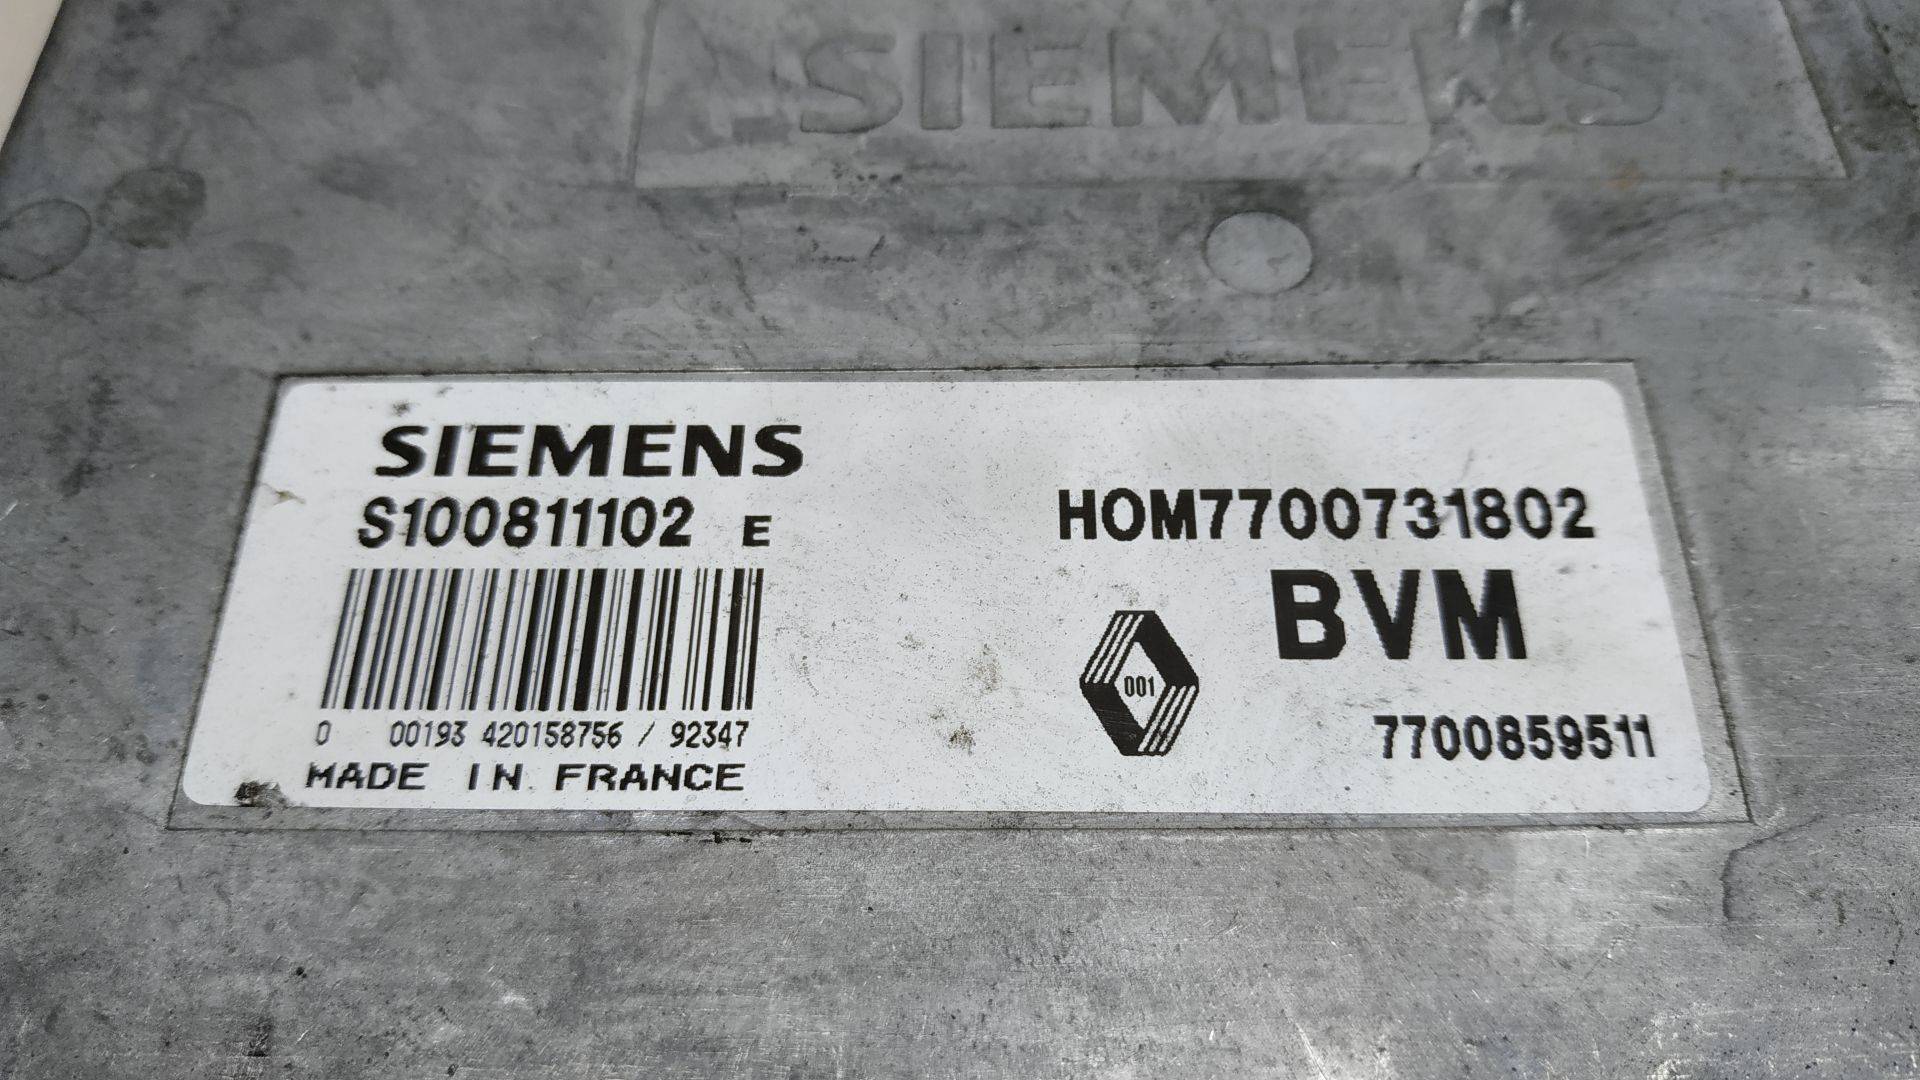 SIEMENS
SIEMENS
S100811102 E
0 00193 420158756 / 92347
MADE IN FRANCE
HOM7700731802
BVM
001
7700859511